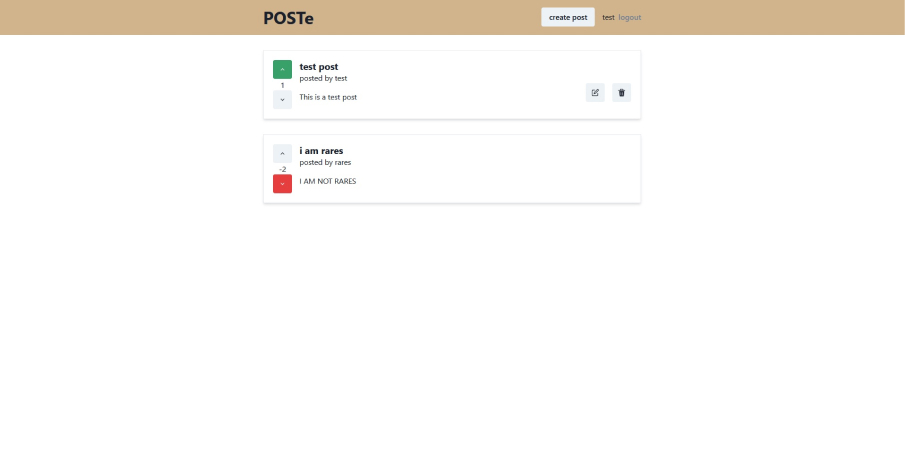 POSTe
create post
test logout
test post
posted by test
1
This is a test post
i am rares
posted by rares
-2
I AM NOT RARES